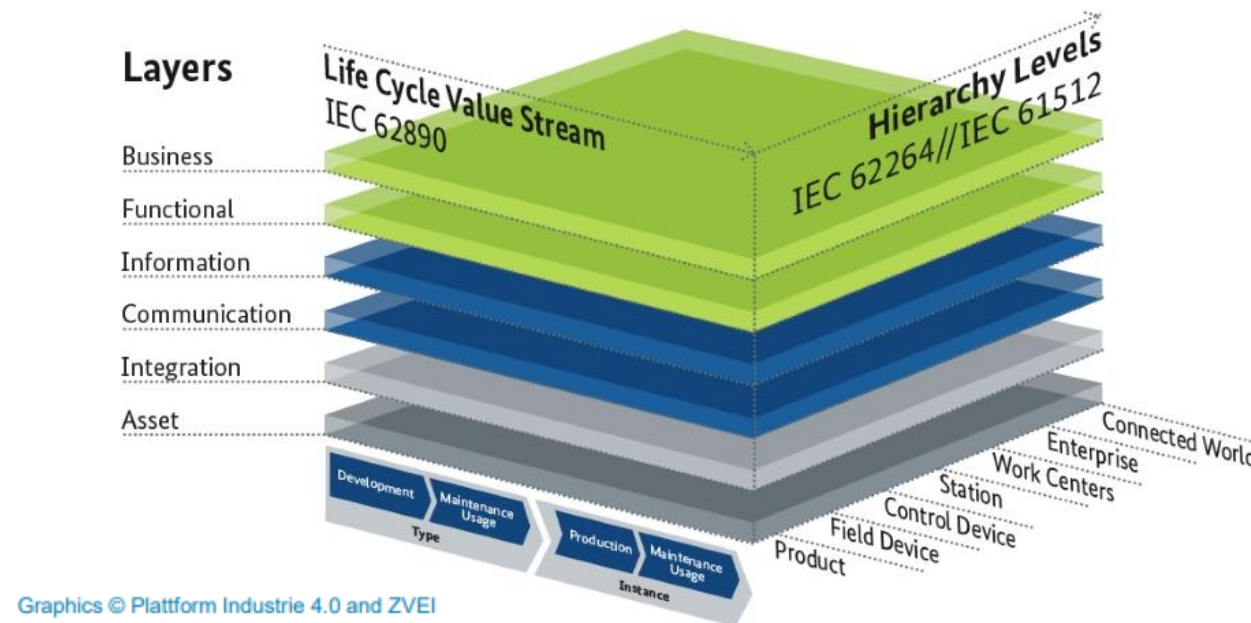 Layers
Life Cycle Value Stream
IEC 62890
Hierarchy Levels
IEC 62264//IEC 61512
Business
Functional
Information
Communication
Integration
Asset
Development
Maintenance
Usage
Type
Production
Maintenance
Usage
Instance
Connected World
Enterprise
Work Centers
Station
Control Device
Field Device
Product
Graphics © Plattform Industrie 4.0 and ZVEI